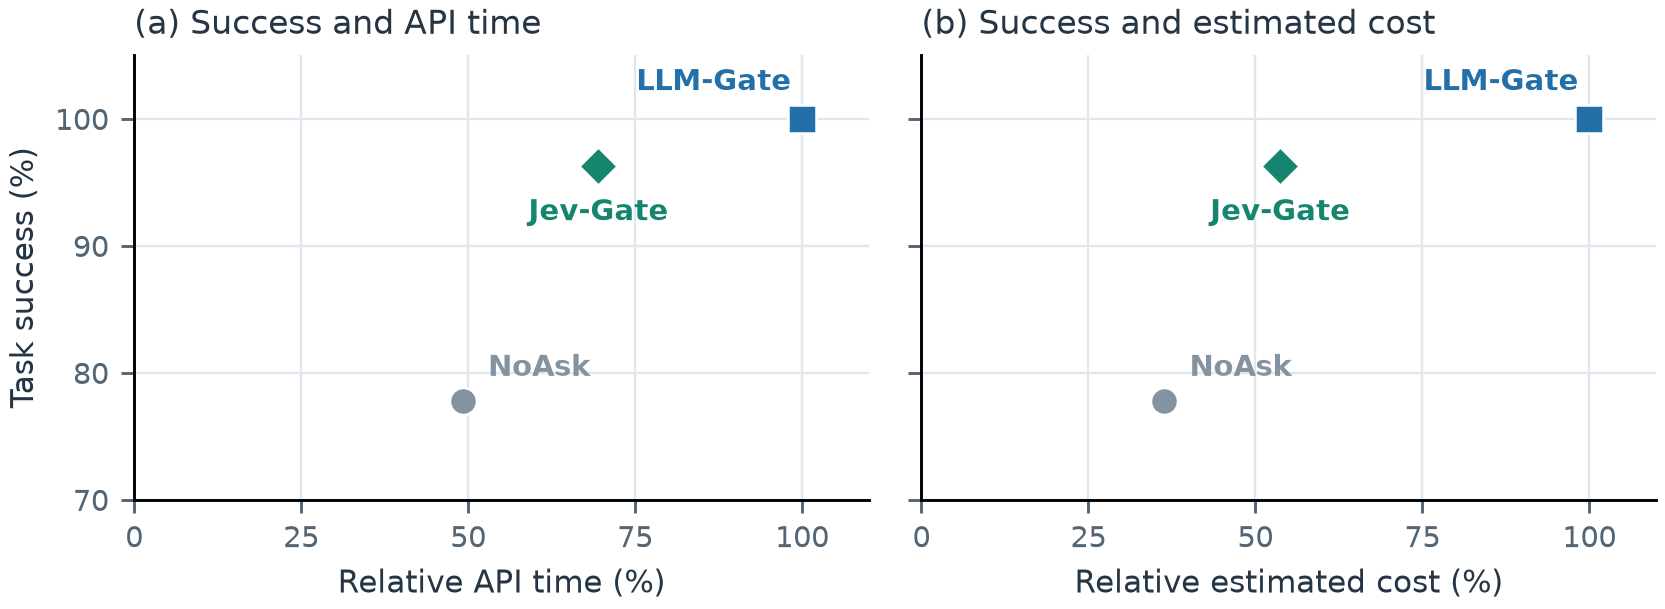 (a) Success and API time
(b) Success and estimated cost
Task success (%)
100
90
80
70
LLM-Gate
Jev-Gate
NoAsk
0 25 50 75 100
Relative API time (%)
LLM-Gate
Jev-Gate
NoAsk
0 25 50 75 100
Relative estimated cost (%)